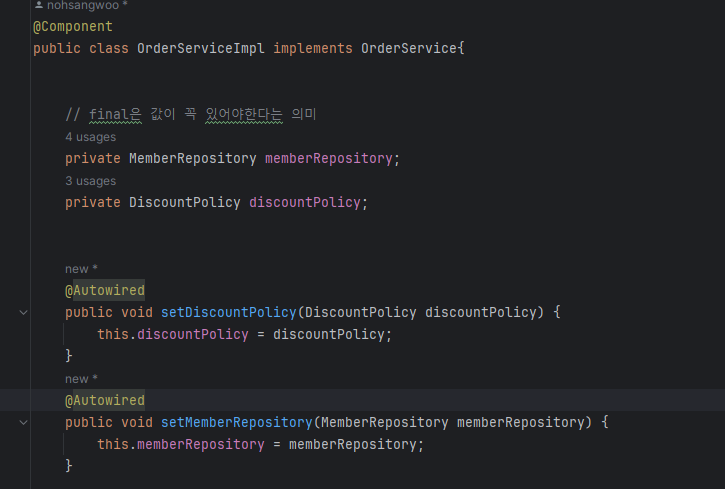 nohsangwoo *
@Component
public class OrderServiceImpl implements OrderService{
// final은 값이 꼭 있어야한다는 의미
4 usages
private MemberRepository memberRepository;
3 usages
private DiscountPolicy discountPolicy;
new *
@Autowired
public void setDiscountPolicy(DiscountPolicy discountPolicy) {
this.discountPolicy = discountPolicy;
}
new *
@Autowired
public void setMemberRepository(MemberRepository memberRepository) {
this.memberRepository = memberRepository;
}